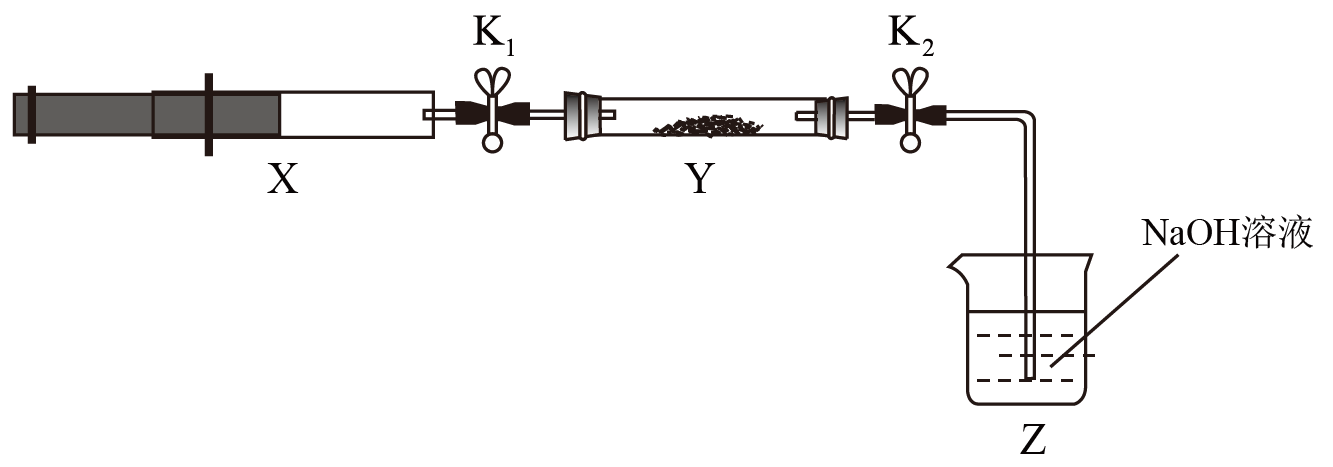 K₁
K₂
X
Y
NaOH溶液
Z